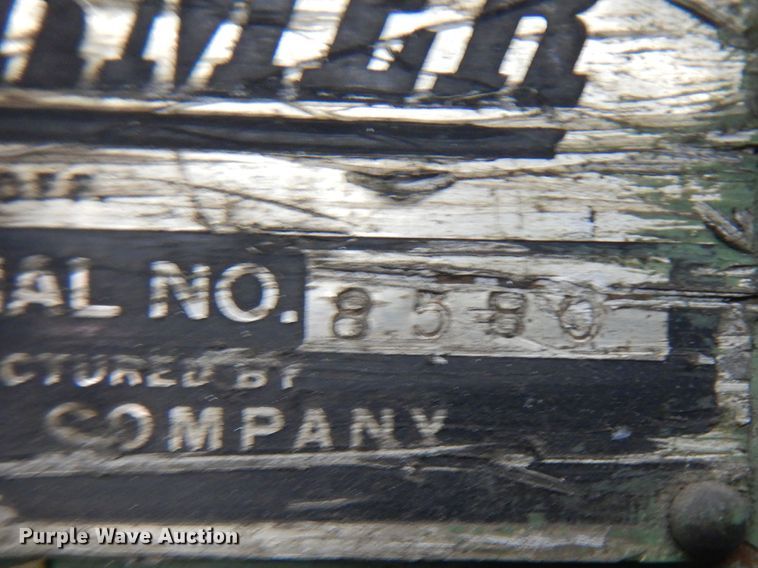 IAL NO. 8580
CTURED BY
COMPANY
Purple Wave Auction